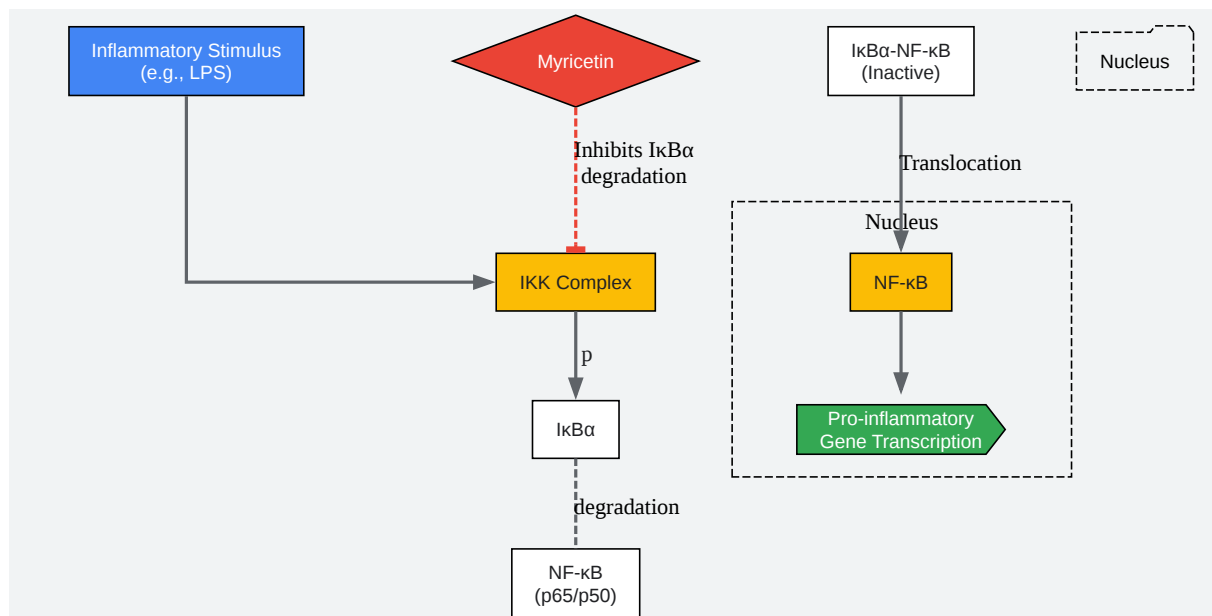 Inflammatory Stimulus
(e.g., LPS)
Myricetin
IκBα-NF-κB
(Inactive)
Nucleus
Inhibits IκBα
degradation
Translocation
Nucleus
IKK Complex
NF-κB
p
IκBα
Pro-inflammatory
Gene Transcription
degradation
NF-κB
(p65/p50)